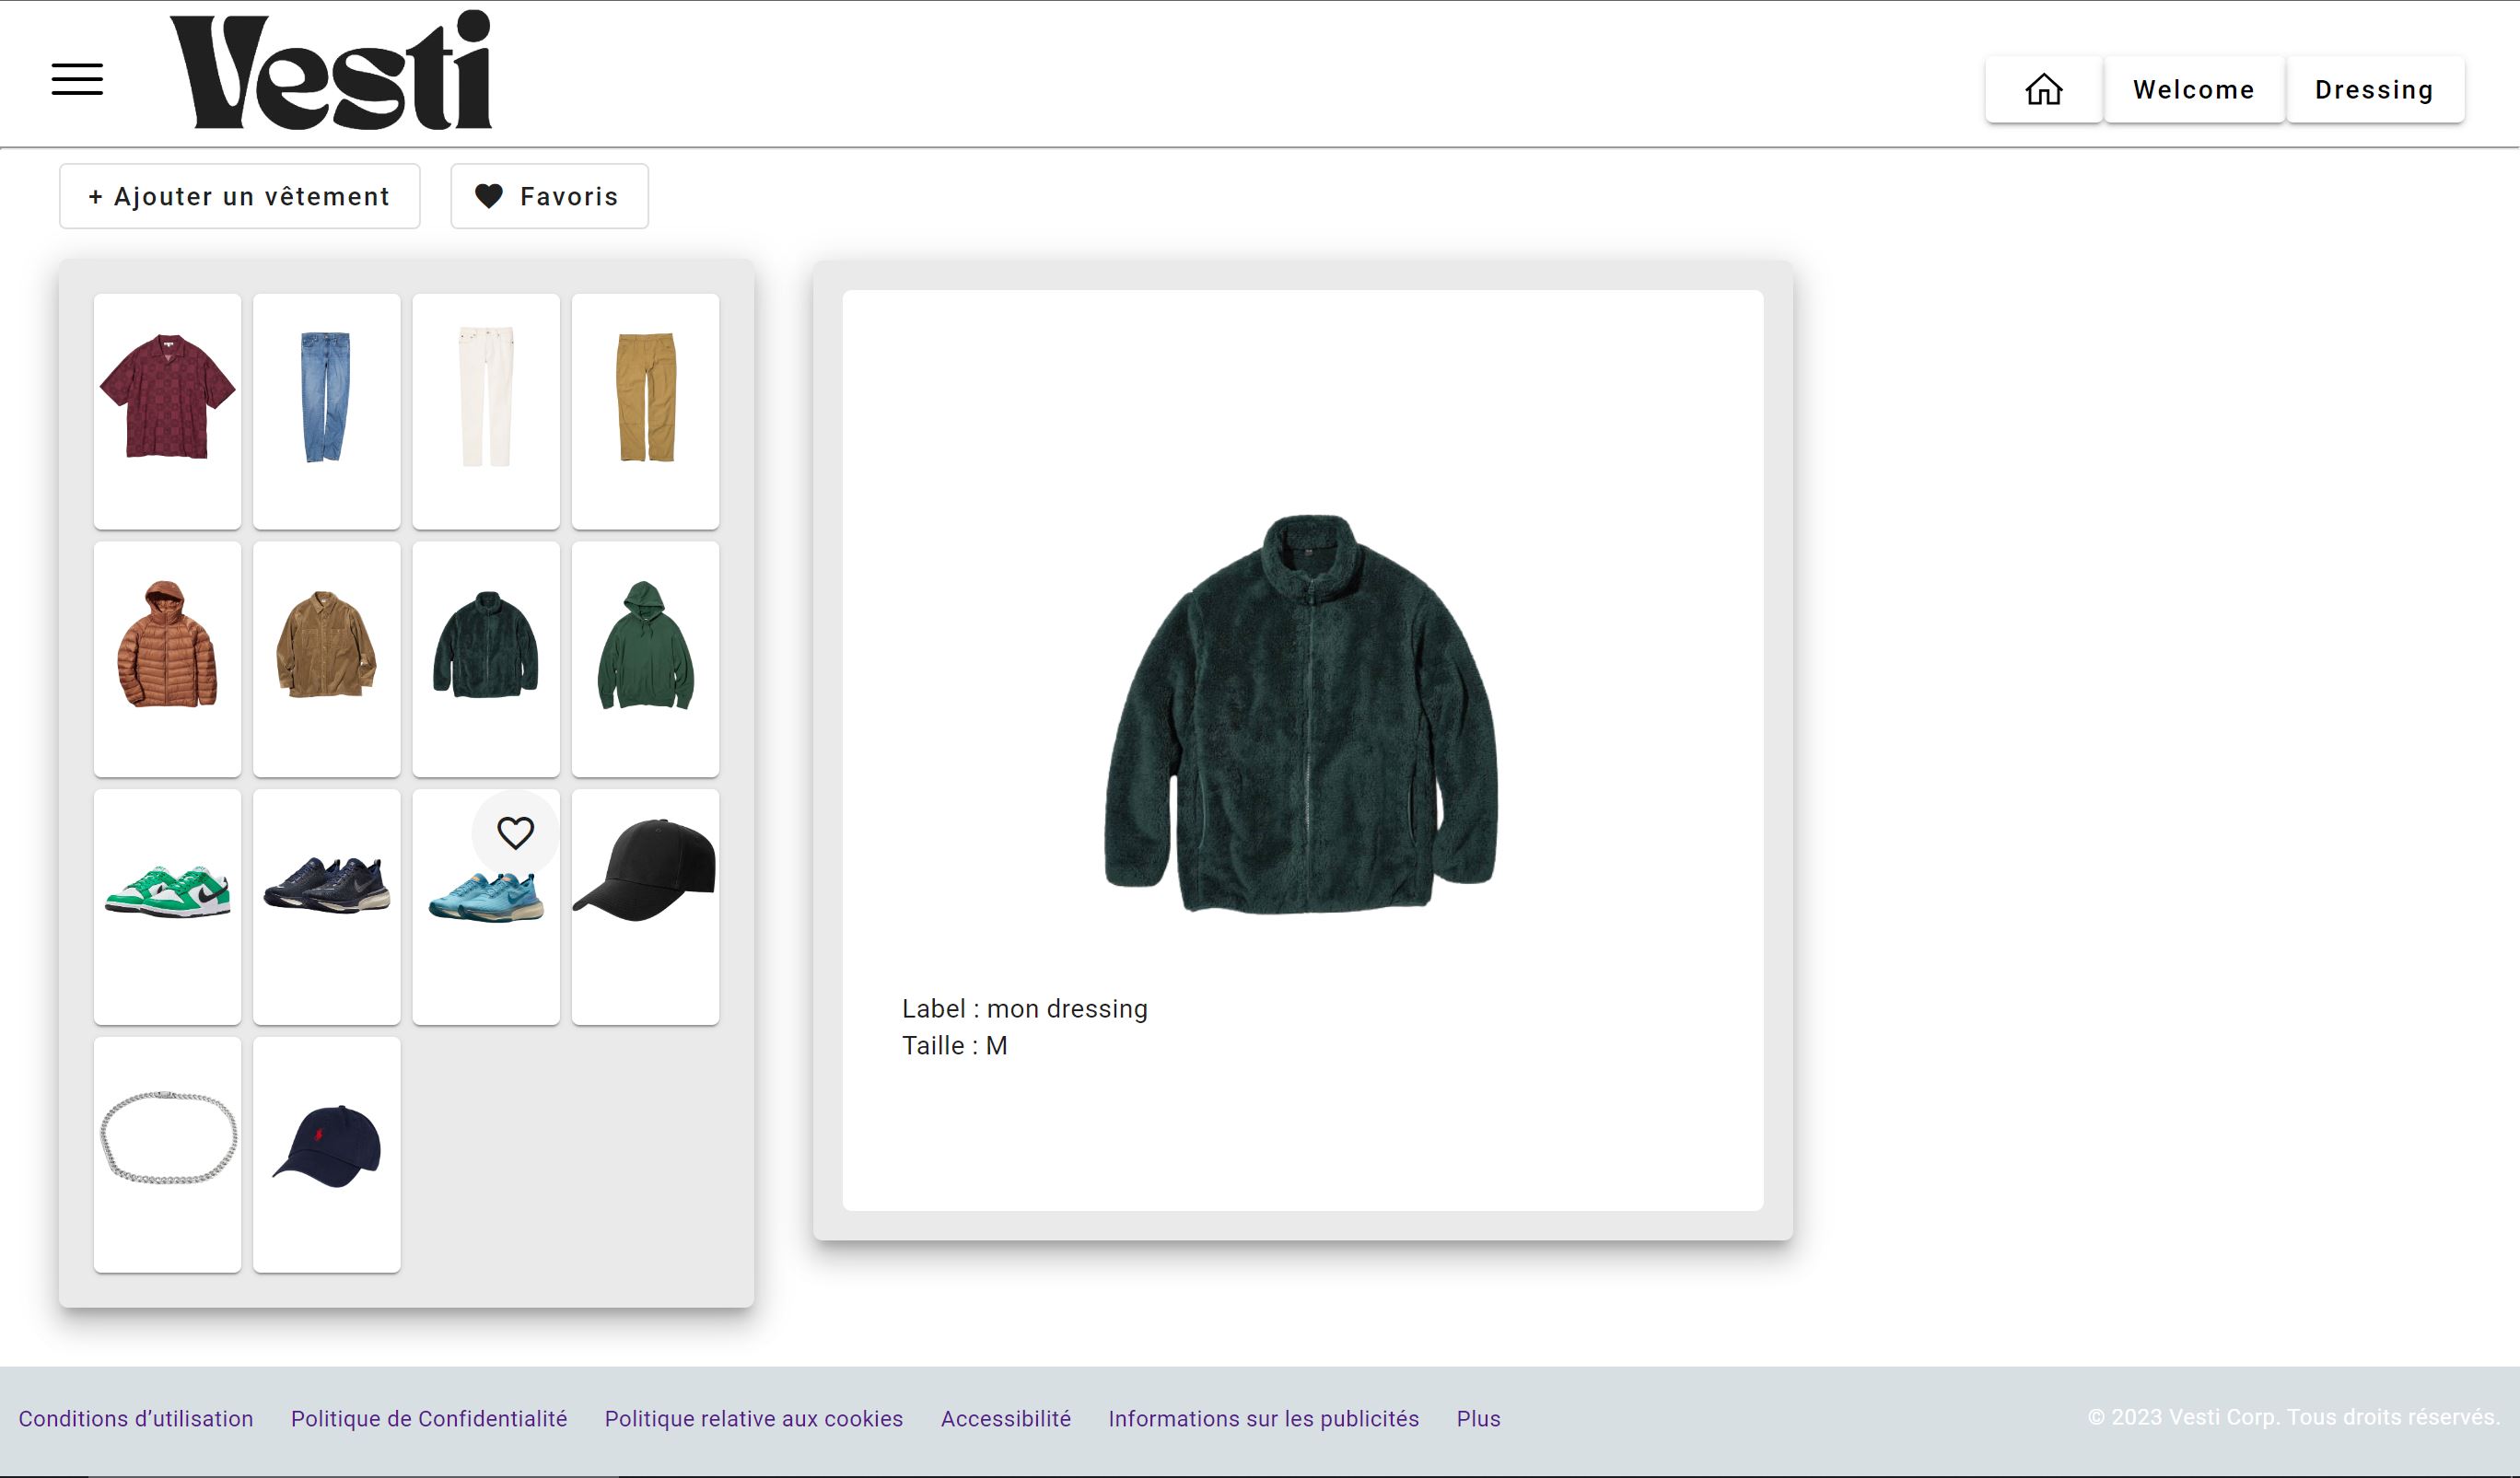 Vesti
Welcome
Dressing
+ Ajouter un vêtement
Favoris
Label : mon dressing
Taille : M
Conditions d’utilisation
Politique de Confidentialité
Politique relative aux cookies
Accessibilité
Informations sur les publicités
Plus
© 2023 Vesti Corp. Tous droits réservés.